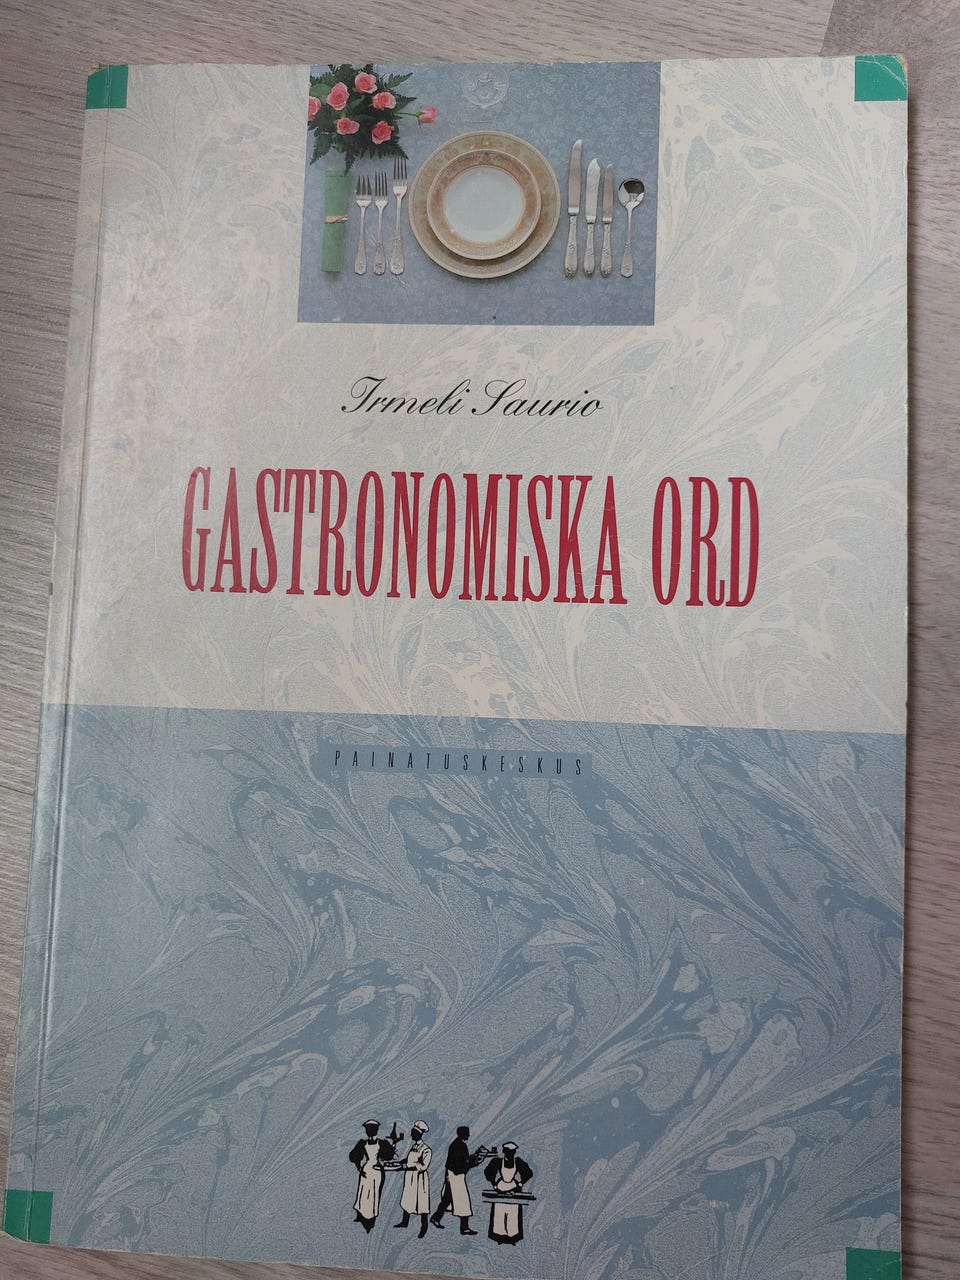 Irmeli Saurio
GASTRONOMISKA ORD
PAINATUSKESKUS